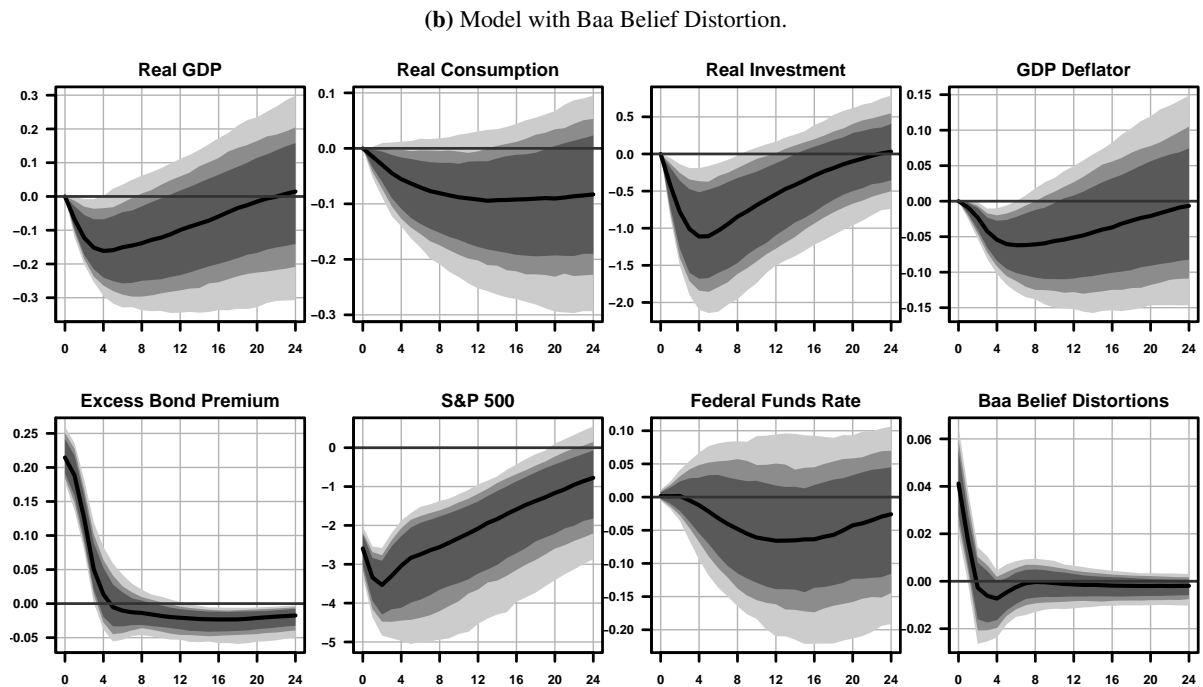 (b) Model with Baa Belief Distortion.
Real GDP
0.3
0.2
0.1
0.0
−0.1
−0.2
−0.3
0 4 8 12 16 20 24
Real Consumption
0.1
0.0
−0.1
−0.2
−0.3
0 4 8 12 16 20 24
Real Investment
0.5
0.0
−0.5
−1.0
−1.5
−2.0
0 4 8 12 16 20 24
GDP Deflator
0.15
0.10
0.05
0.00
−0.05
−0.10
−0.15
0 4 8 12 16 20 24
Excess Bond Premium
0.25
0.20
0.15
0.10
0.05
0.00
−0.05
0 4 8 12 16 20 24
S&P 500
0
−1
−2
−3
−4
−5
0 4 8 12 16 20 24
Federal Funds Rate
0.10
0.05
0.00
−0.05
−0.10
−0.15
−0.20
0 4 8 12 16 20 24
Baa Belief Distortions
0.06
0.04
0.02
0.00
−0.02
0 4 8 12 16 20 24